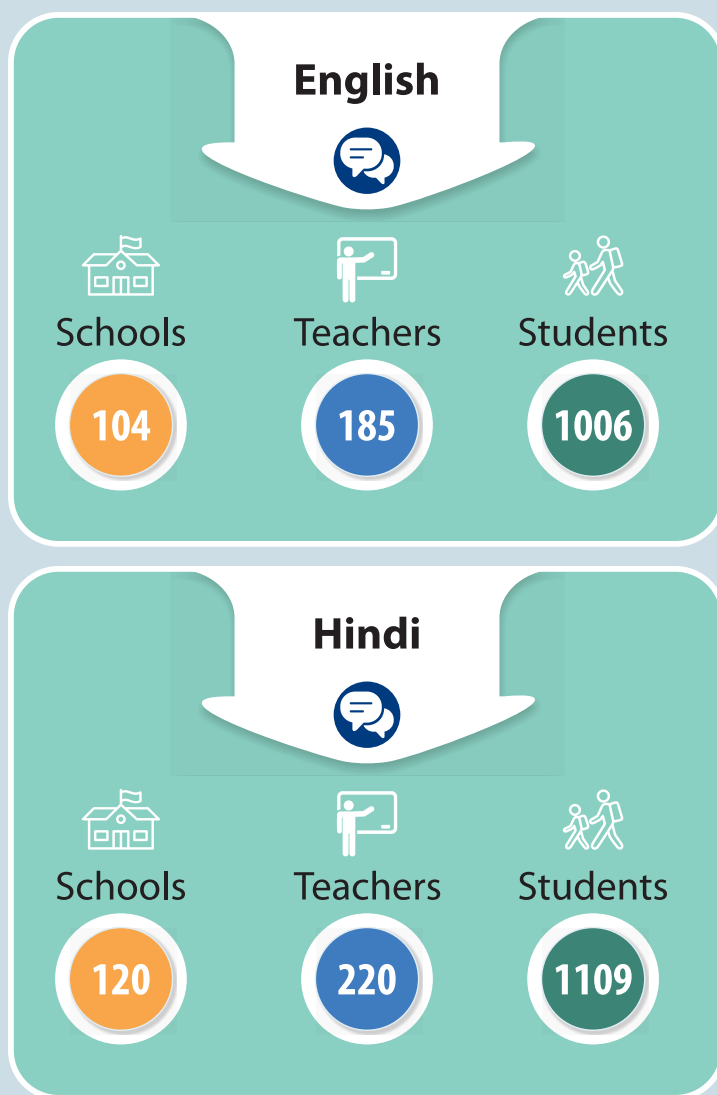 English
Schools Teachers Students
104 185 1006
Hindi
Schools Teachers Students
120 220 1109